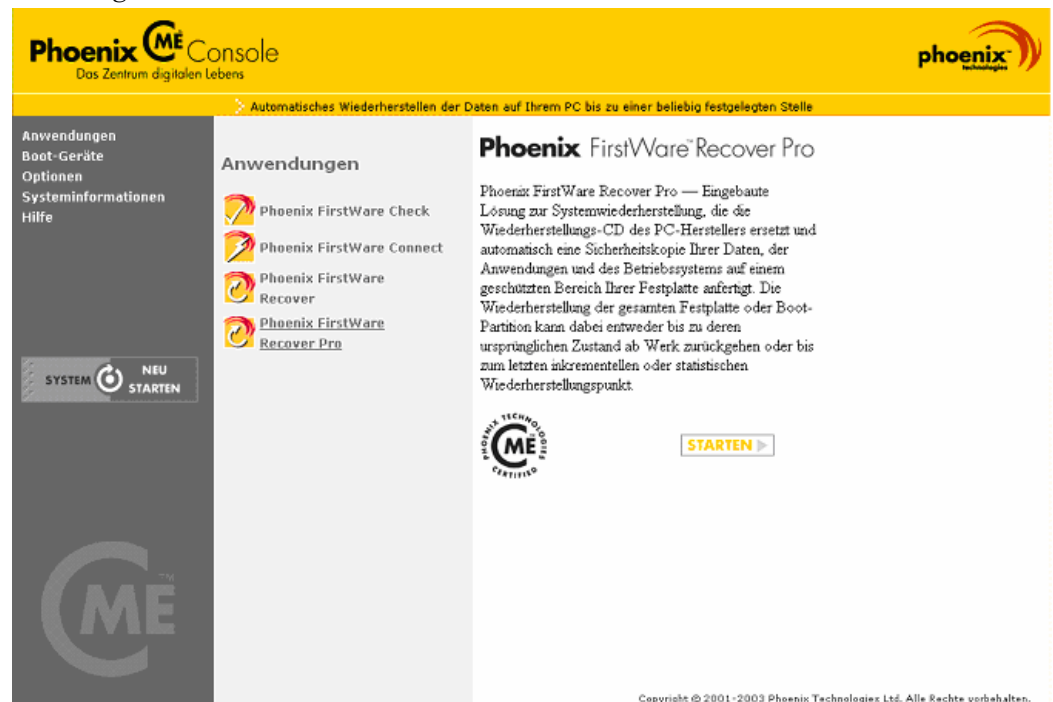 Phoenix CME Console
Das Zentrum digitalen Lebens
phoenix
technologies
Automatisches Wiederherstellen der Daten auf Ihrem PC bis zu einer beliebig festgelegten Stelle
Anwendungen
Boot-Geräte
Optionen
Systeminformationen
Hilfe
SYSTEM NEU
STARTEN
CME™
Anwendungen
Phoenix FirstWare Check
Phoenix FirstWare Connect
Phoenix FirstWare
Recover
Phoenix FirstWare
Recover Pro
Phoenix FirstWare™ Recover Pro
Phoenix FirstWare Recover Pro — Eingebaute
Lösung zur Systemwiederherstellung, die die
Wiederherstellungs-CD des PC-Herstellers ersetzt und
automatisch eine Sicherheitskopie Ihrer Daten, der
Anwendungen und des Betriebssystems auf einem
geschützten Bereich Ihrer Festplatte anfertigt. Die
Wiederherstellung der gesamten Festplatte oder Boot-
Partition kann dabei entweder bis zu deren
ursprünglichen Zustand ab Werk zurückgehen oder bis
zum letzten inkrementellen oder statistischen
Wiederherstellungspunkt.
PHOENIX TECHNOLOGIES
CME
CERTIFIED
STARTEN
Copyright © 2001-2003 Phoenix Technologies Ltd. Alle Rechte vorbehalten.